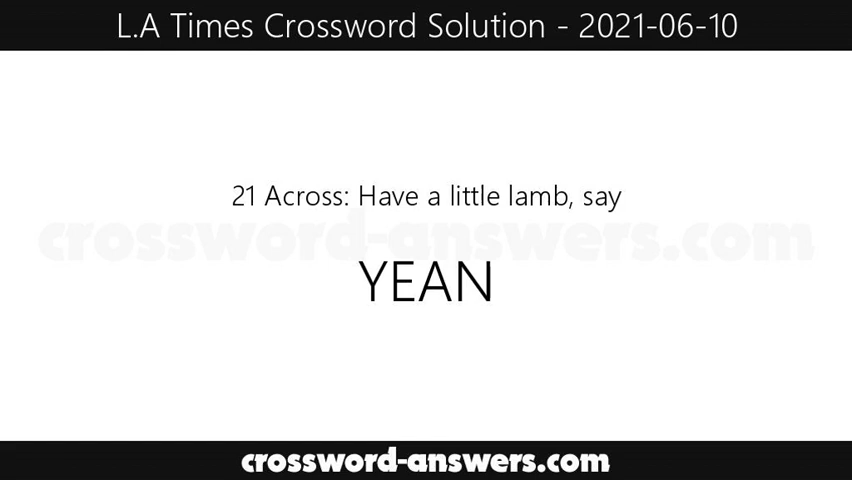 L.A Times Crossword Solution - 2021-06-10
21 Across: Have a little lamb, say
crossword-answers.com
YEAN
crossword-answers.com